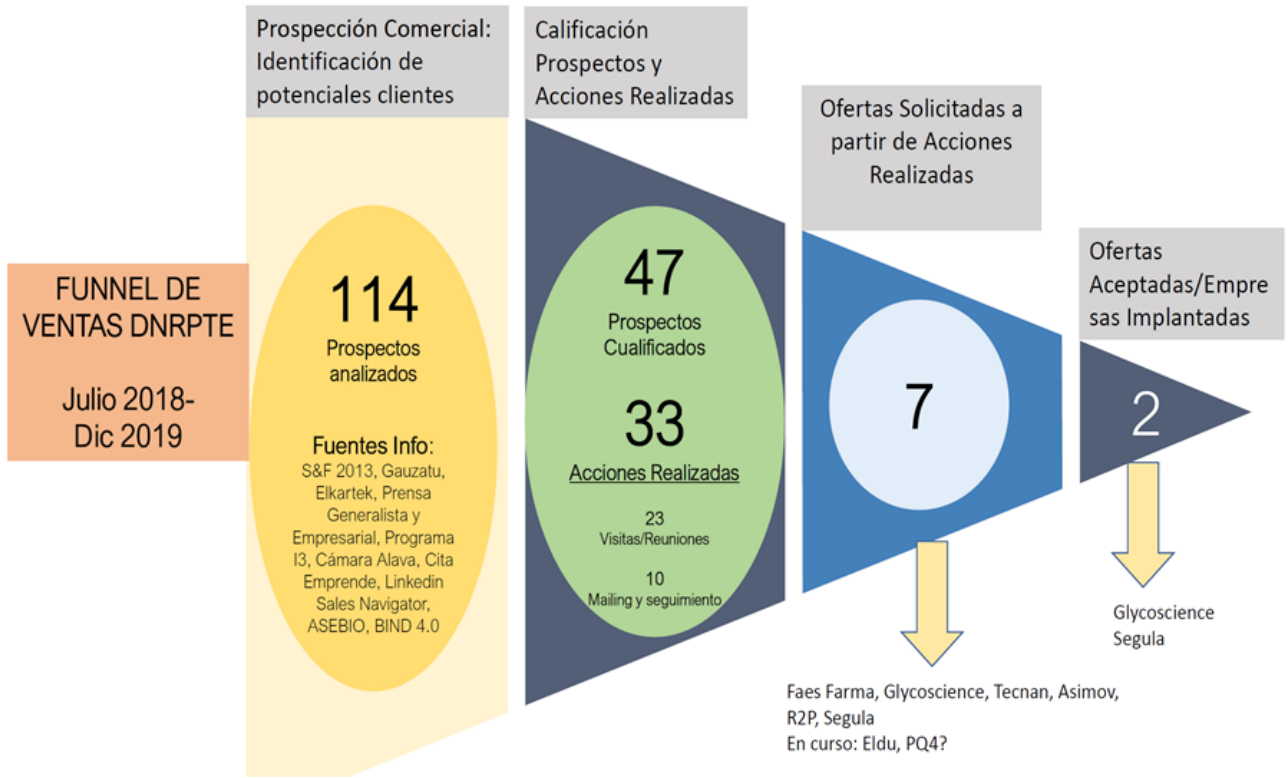 FUNNEL DE
VENTAS DNRPTE
Julio 2018-
Dic 2019
Prospección Comercial:
Identificación de
potenciales clientes
114
Prospectos
analizados
Fuentes Info:
S&F 2013, Gauzatu,
Elkartek, Prensa
Generalista y
Empresarial, Programa
I3, Cámara Alava, Cita
Emprende, Linkedin
Sales Navigator,
ASEBIO, BIND 4.0
Calificación
Prospectos y
Acciones Realizadas
47
Prospectos
Cualificados
33
Acciones Realizadas
23
Visitas/Reuniones
10
Mailing y seguimiento
Ofertas Solicitadas a
partir de Acciones
Realizadas
7
Faes Farma, Glycoscience, Tecnan, Asimov,
R2P, Segula
En curso: Eldu, PQ4?
Ofertas
Aceptadas/Empre
sas Implantadas
2
Glycoscience
Segula